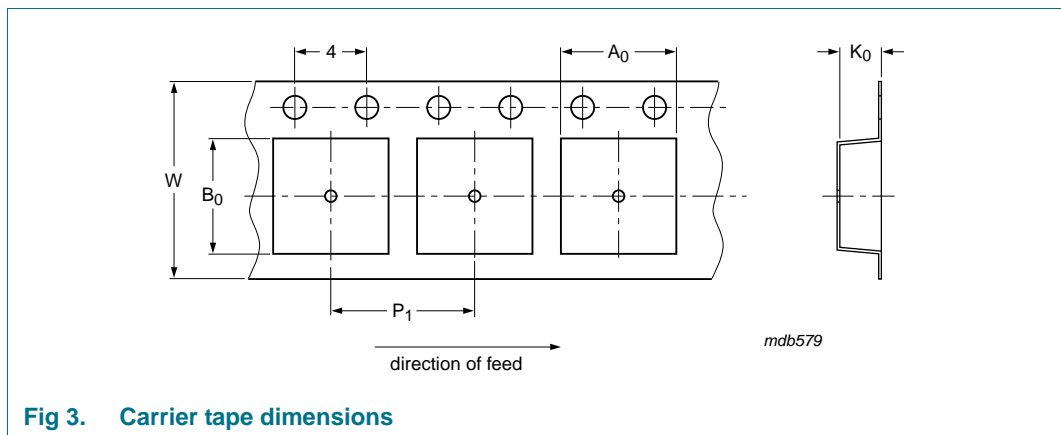 4
A0
K0
W
B0
P1
direction of feed
mdb579
Fig 3. Carrier tape dimensions